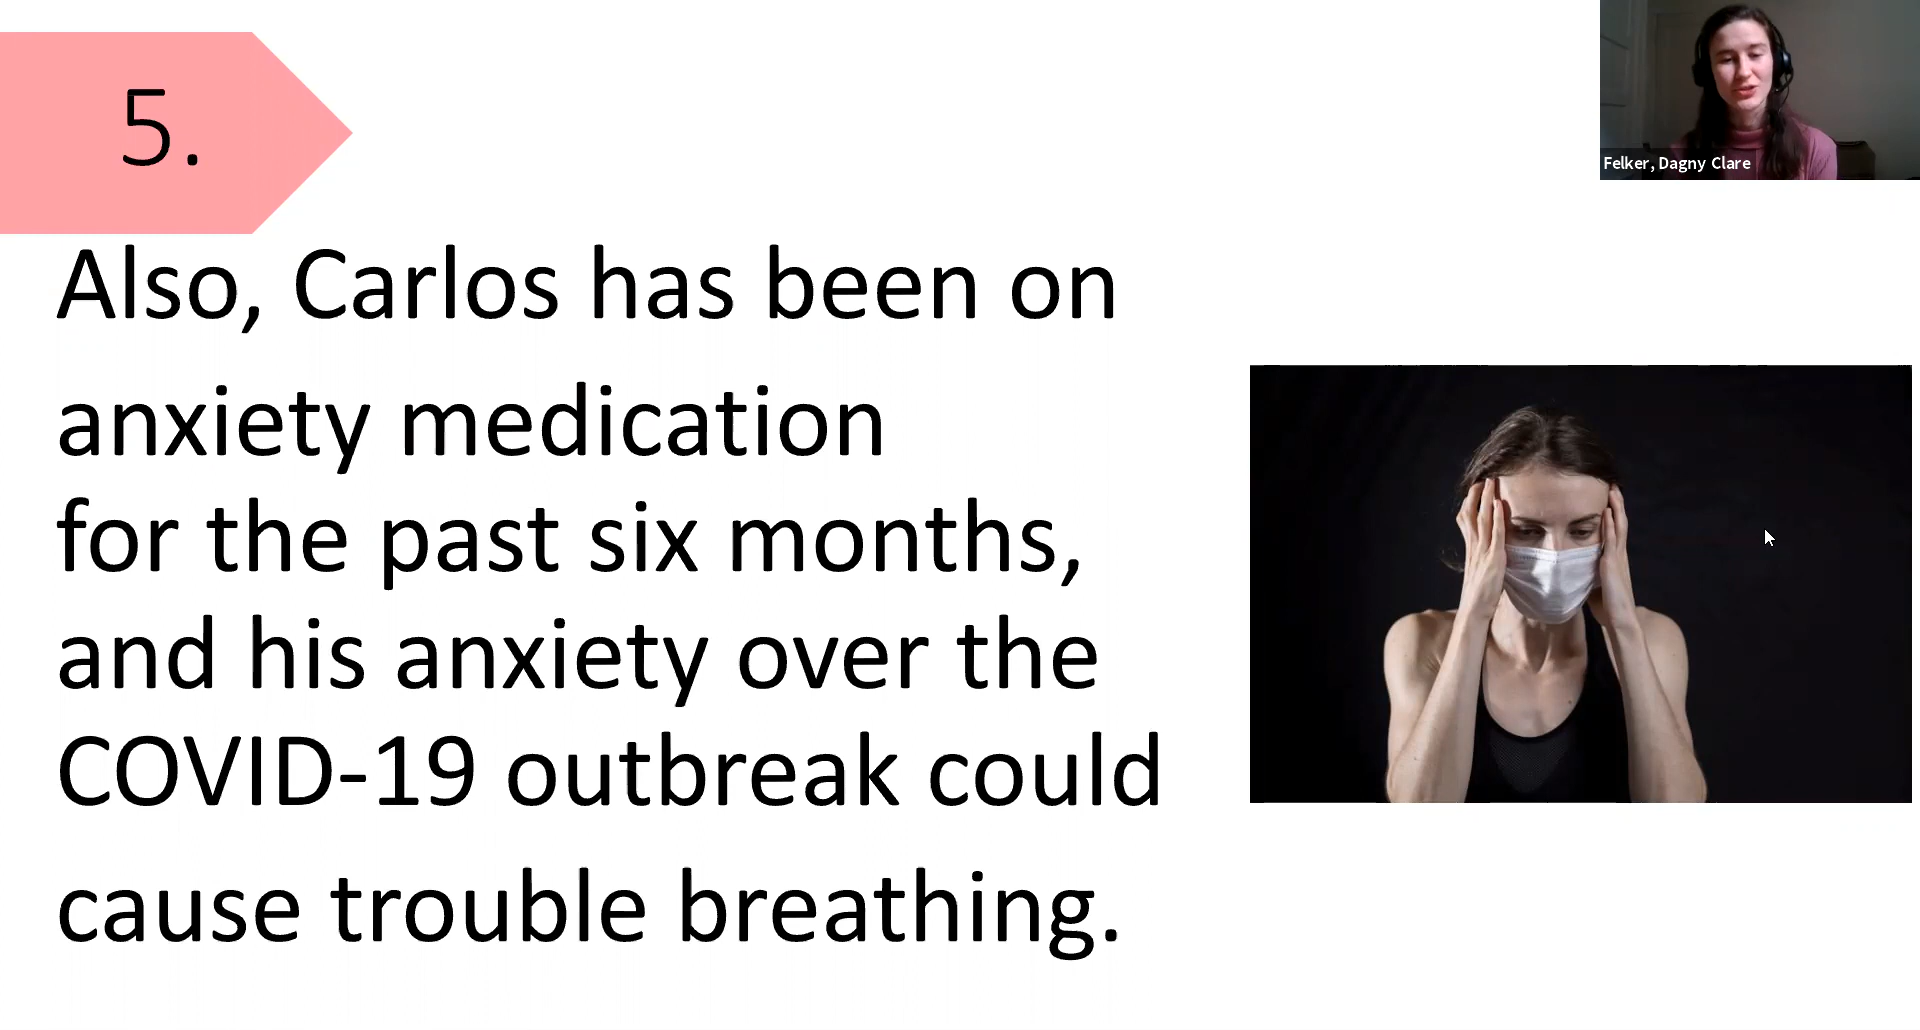 5.
Felker, Dagny Clare
Also, Carlos has been on
anxiety medication
for the past six months,
and his anxiety over the
COVID-19 outbreak could
cause trouble breathing.